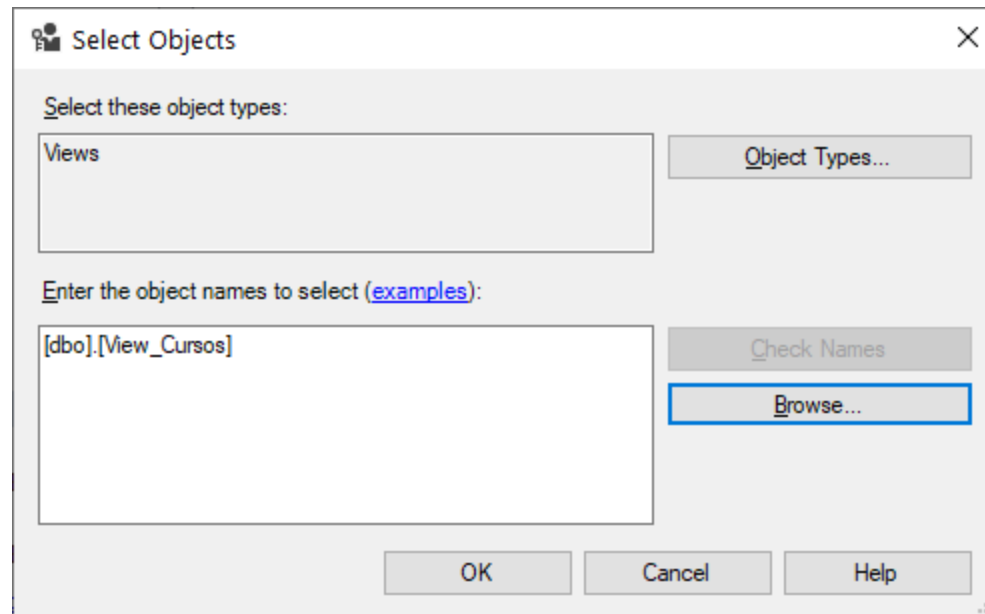 Select Objects
Select these object types:
Views
Object Types...
Enter the object names to select (examples):
[dbo].[View_Cursos]
Check Names
Browse...
OK
Cancel
Help